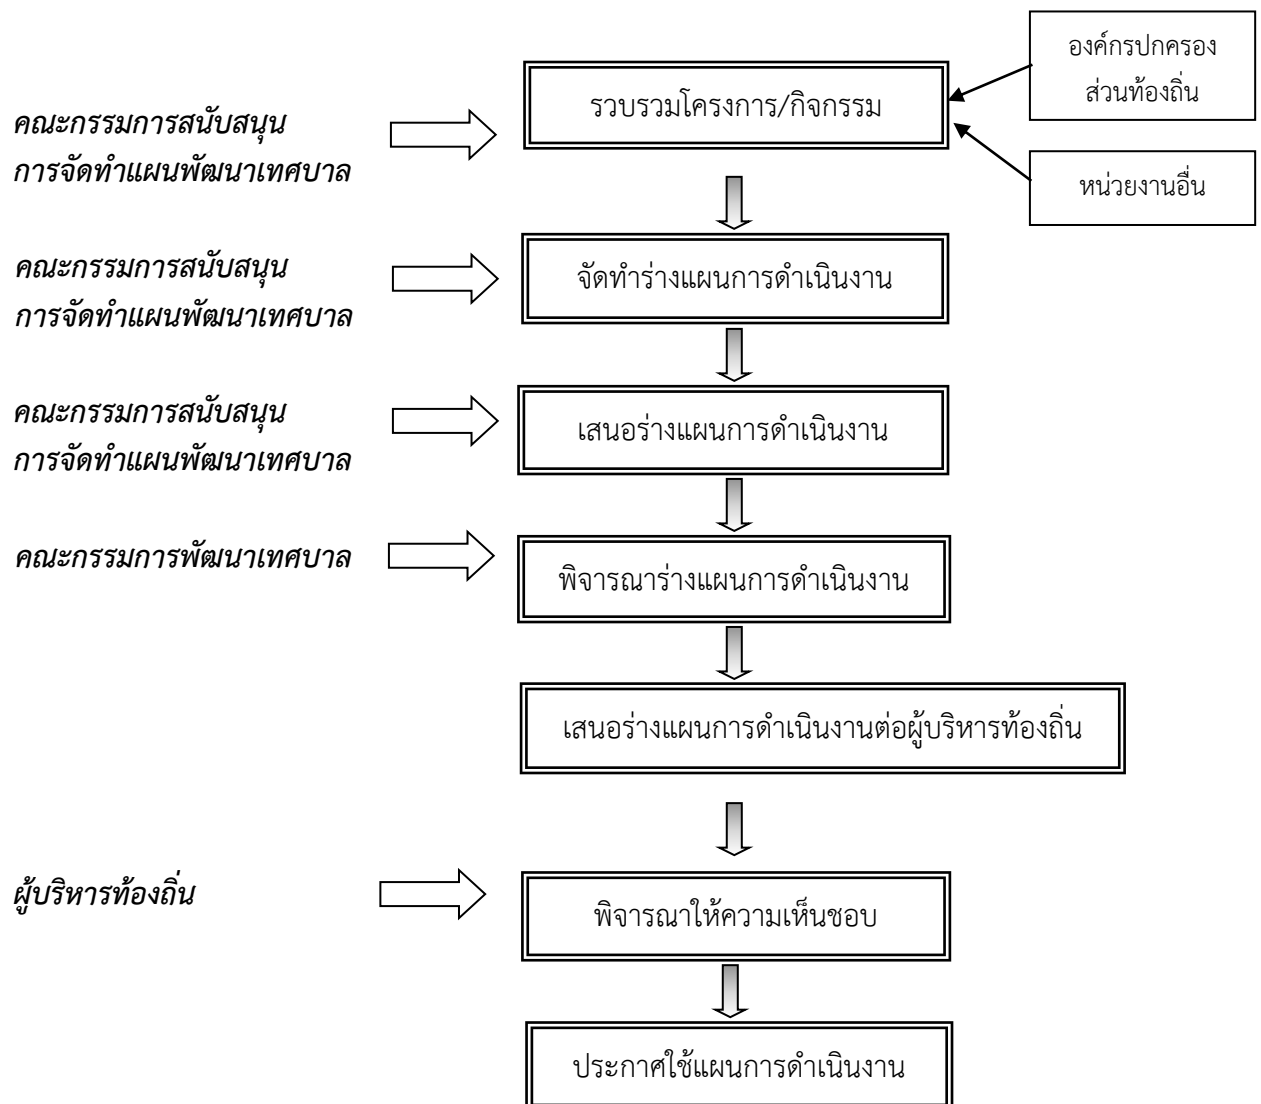 องค์กรปกครอง
ส่วนท้องถิ่น
รวบรวมโครงการ/กิจกรรม
คณะกรรมการสนับสนุน
การจัดทำแผนพัฒนาเทศบาล
หน่วยงานอื่น
คณะกรรมการสนับสนุน
การจัดทำแผนพัฒนาเทศบาล
จัดทำร่างแผนการดำเนินงาน
คณะกรรมการสนับสนุน
การจัดทำแผนพัฒนาเทศบาล
เสนอร่างแผนการดำเนินงาน
คณะกรรมการพัฒนาเทศบาล
พิจารณาร่างแผนการดำเนินงาน
เสนอร่างแผนการดำเนินงานต่อผู้บริหารท้องถิ่น
ผู้บริหารท้องถิ่น
พิจารณาให้ความเห็นชอบ
ประกาศใช้แผนการดำเนินงาน